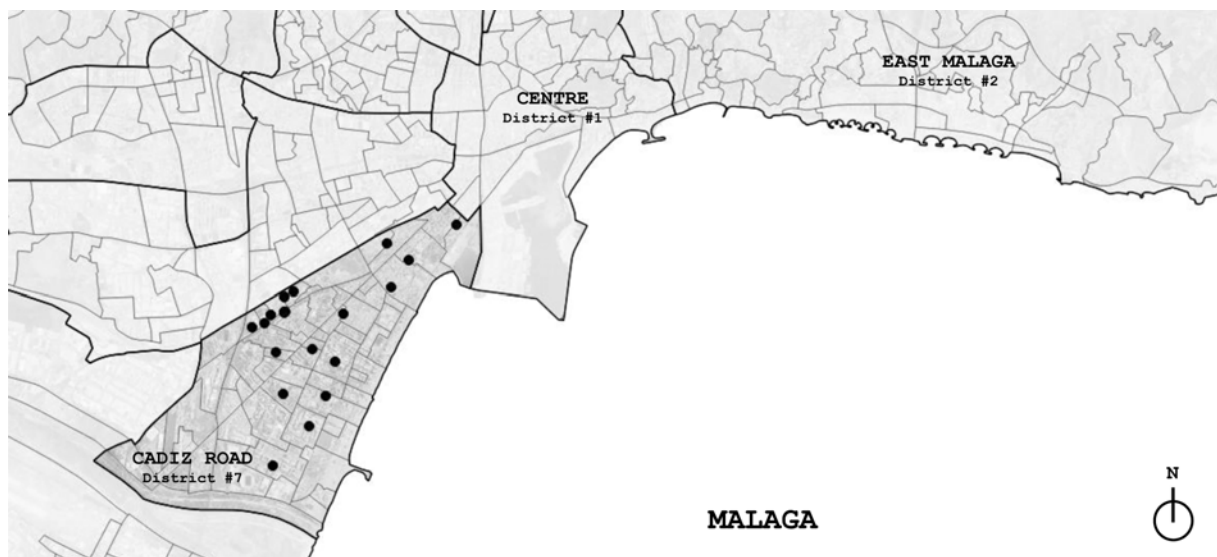 EAST MALAGA
District #2
CENTRE
District #1
CADIZ ROAD
District #7
N
MALAGA